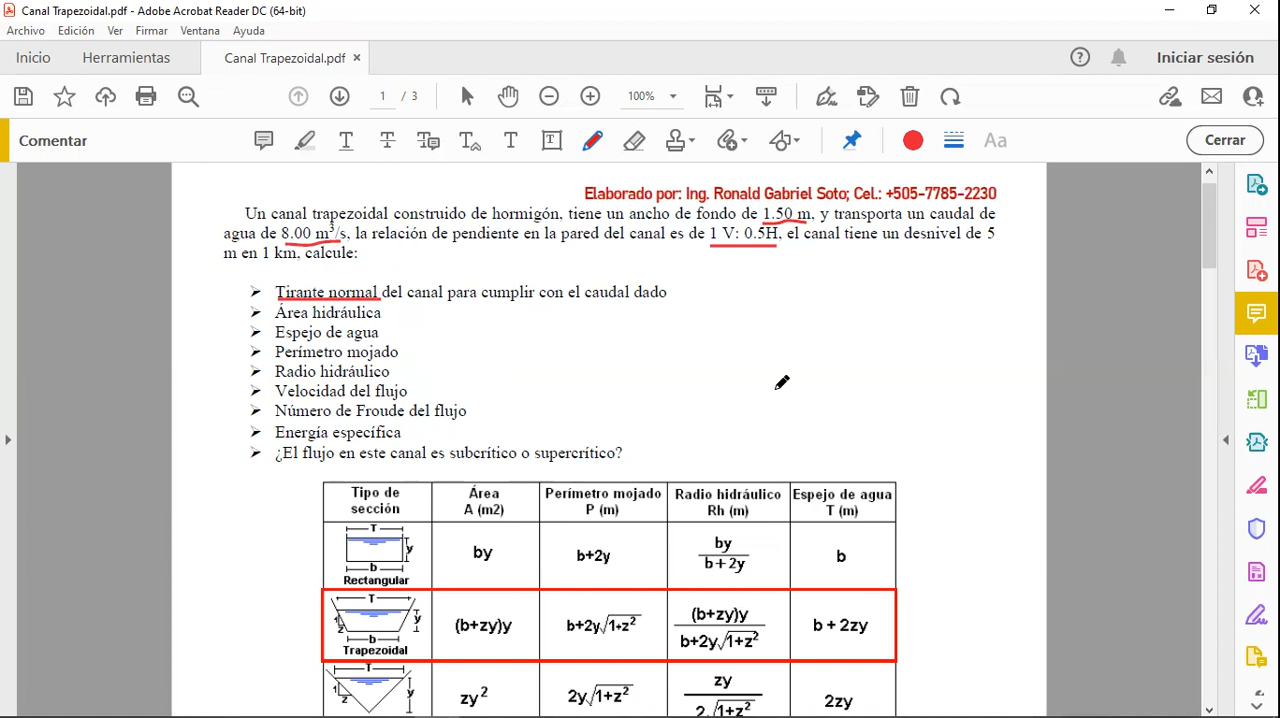 Canal Trapezoidal.pdf - Adobe Acrobat Reader DC (64-bit)
Archivo Edición Ver Firmar Ventana Ayuda
Inicio Herramientas Canal Trapezoidal.pdf × Iniciar sesión
1 / 3 100%
Comentar Aa Cerrar
Elaborado por: Ing. Ronald Gabriel Soto; Cel.: +505-7785-2230
Un canal trapezoidal construido de hormigón, tiene un ancho de fondo de 1.50 m, y transporta un caudal de
agua de 8.00 m³/s, la relación de pendiente en la pared del canal es de 1 V: 0.5H, el canal tiene un desnivel de 5
m en 1 km, calcule:
➢ Tirante normal del canal para cumplir con el caudal dado
➢ Área hidráulica
➢ Espejo de agua
➢ Perímetro mojado
➢ Radio hidráulico
➢ Velocidad del flujo
➢ Número de Froude del flujo
➢ Energía específica
➢ ¿El flujo en este canal es subcrítico o supercrítico?
Tipo de sección Área A (m2) Perímetro mojado P (m) Radio hidráulico Rh (m) Espejo de agua T (m)
T y b Rectangular by b+2y by / b+2y b
T 1 z y b Trapezoidal (b+zy)y b+2y√1+z² (b+zy)y / b+2y√1+z² b + 2zy
T 1 z y zy² 2y√1+z² zy / 2√1+z² 2zy